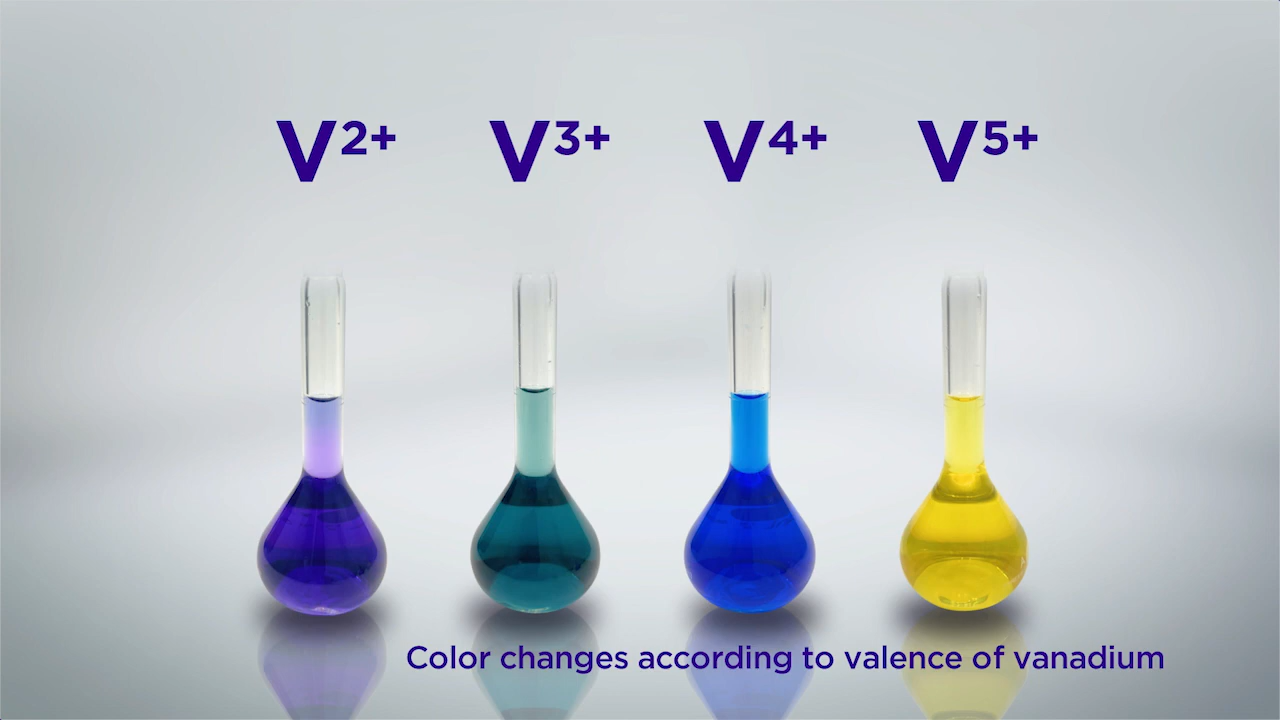 V²⁺ V³⁺ V⁴⁺ V⁵⁺
Color changes according to valence of vanadium